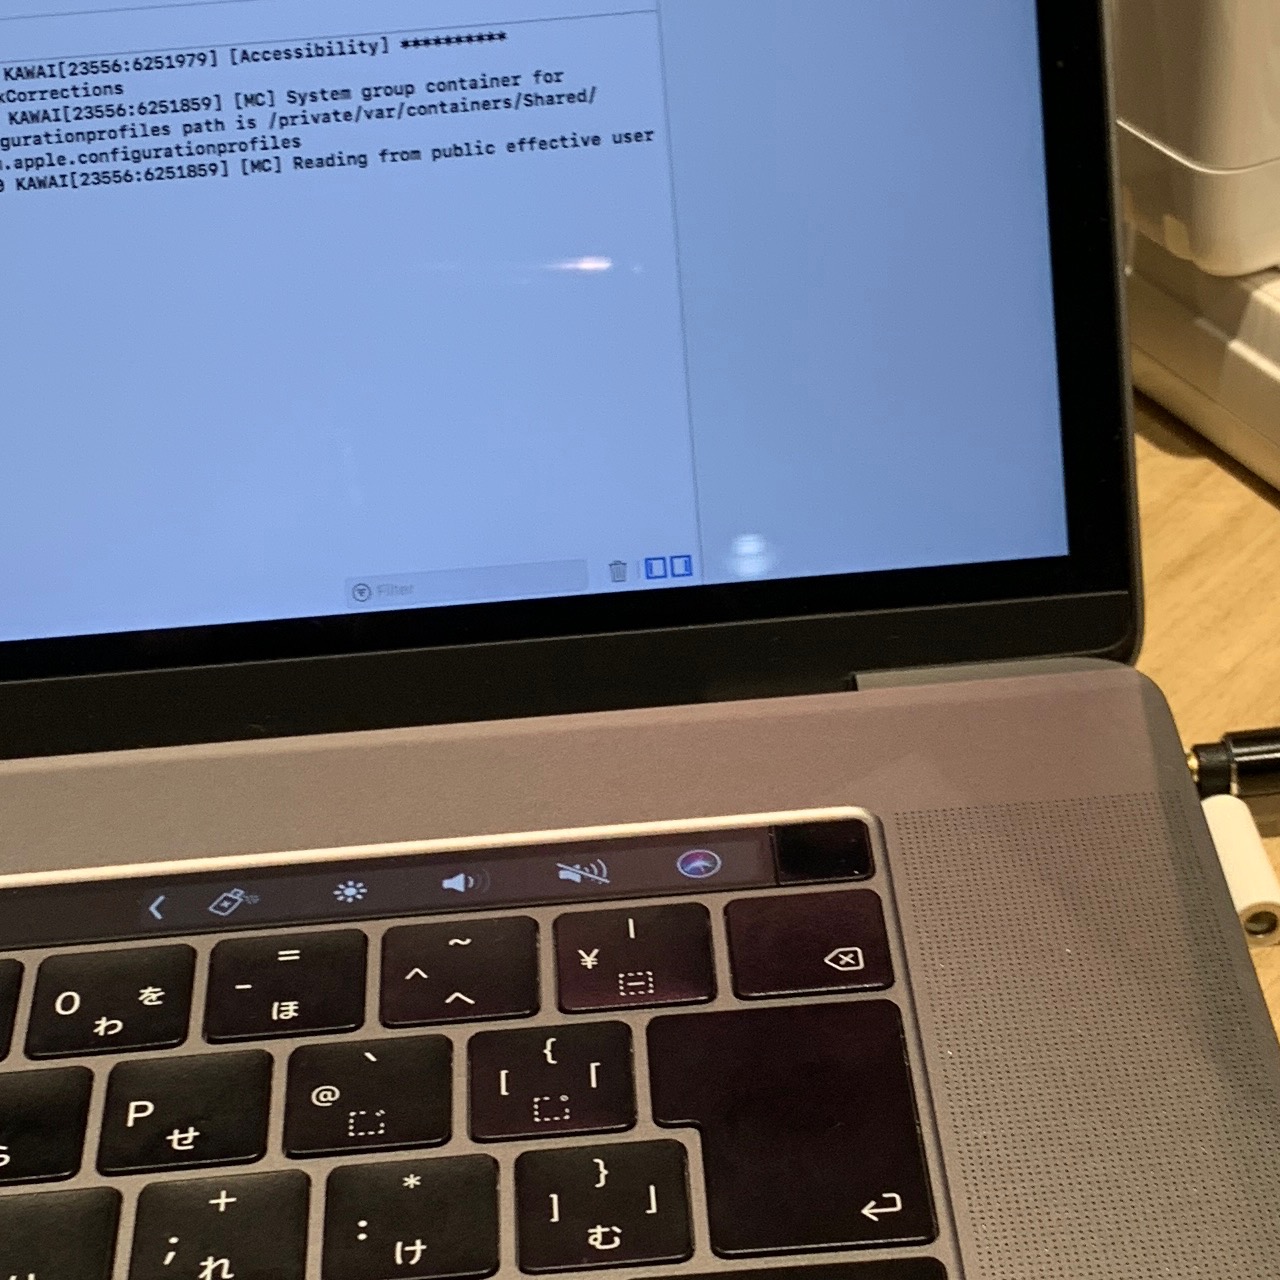 KAWAI[23556:6251979] [Accessibility] **********
Corrections
KAWAI[23556:6251859] [MC] System group container for
gurationprofiles path is /private/var/containers/Shared/
.apple.configurationprofiles
KAWAI[23556:6251859] [MC] Reading from public effective user
Filter
0 を わ
= - ほ
~ ^ へ
| ¥ ー
P せ
` @ ゛
{ [ 「 ゜
+ ; れ
* : け
} ] 」 む